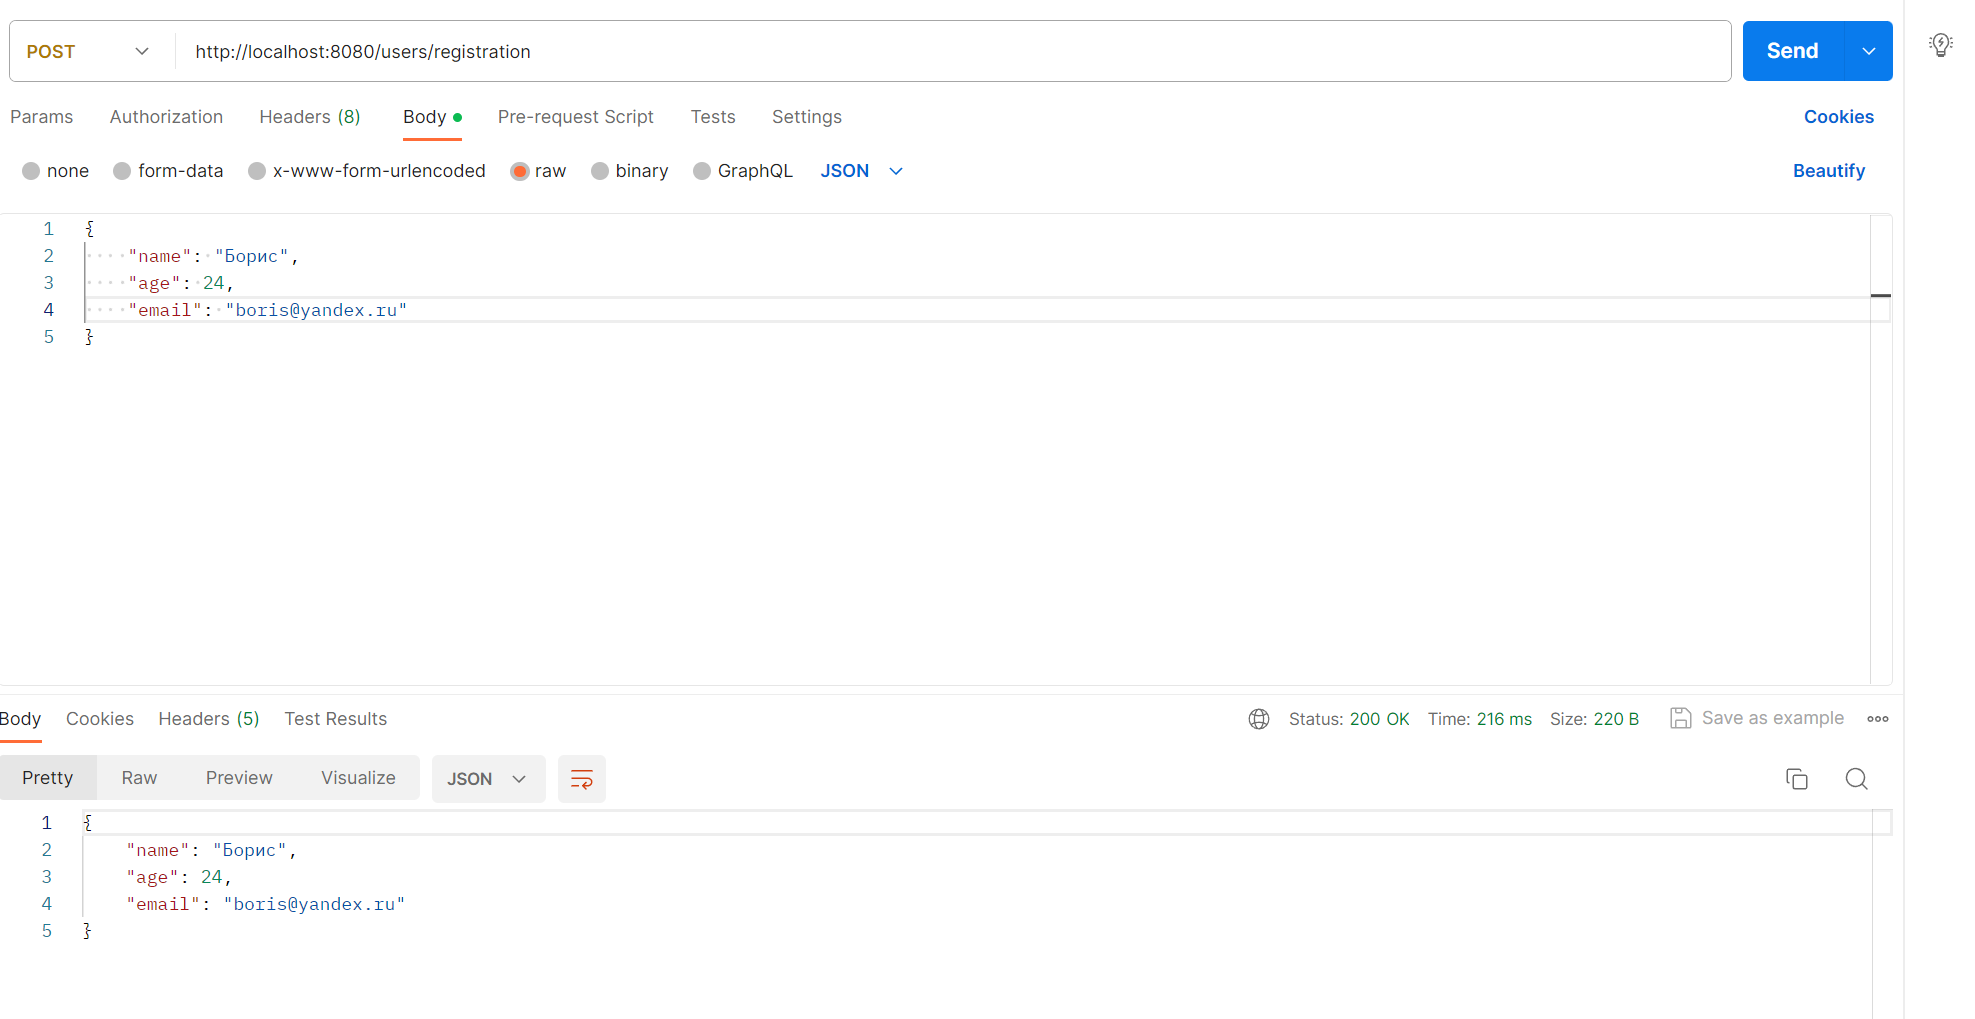 POST http://localhost:8080/users/registration Send
Params Authorization Headers (8) Body Pre-request Script Tests Settings Cookies
none form-data x-www-form-urlencoded raw binary GraphQL JSON Beautify
1 {
2 "name": "Борис",
3 "age": 24,
4 "email": "boris@yandex.ru"
5 }
Body Cookies Headers (5) Test Results Status: 200 OK Time: 216 ms Size: 220 B Save as example
Pretty Raw Preview Visualize JSON
1 {
2 "name": "Борис",
3 "age": 24,
4 "email": "boris@yandex.ru"
5 }